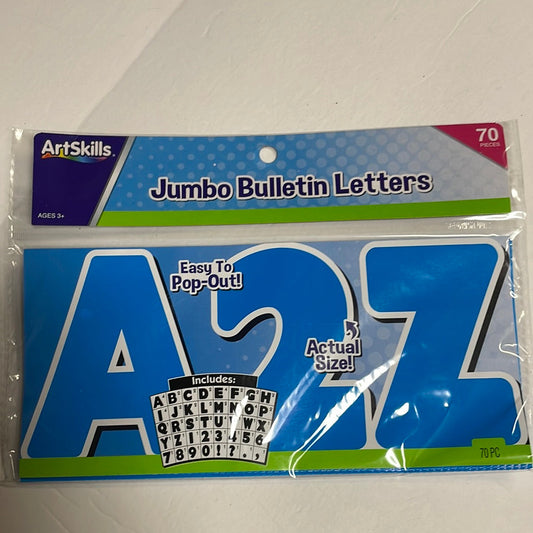 ArtSkills
70
PIECES
Jumbo Bulletin Letters
AGES 3+
A2Z
Easy To
Pop-Out!
Actual
Size!
Includes:
A B C D E F G H
I J K L M N O P
Q R S T U V W X
Y Z 1 2 3 4 5 6
7 8 9 0 ! ? . ,
70 PC